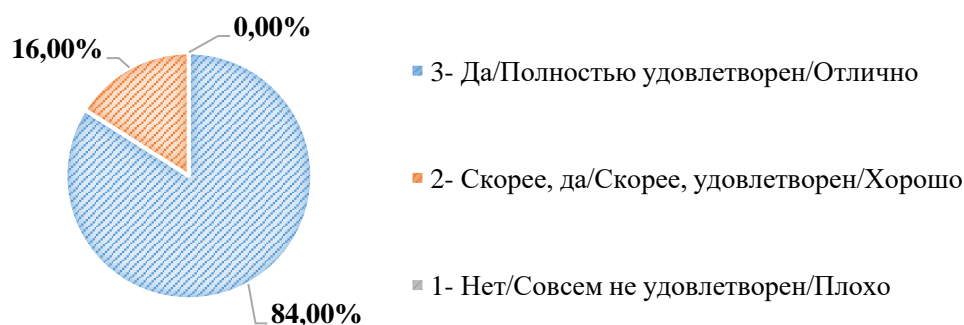 0,00%
16,00%
3- Да/Полностью удовлетворен/Отлично
2- Скорее, да/Скорее, удовлетворен/Хорошо
1- Нет/Совсем не удовлетворен/Плохо
84,00%